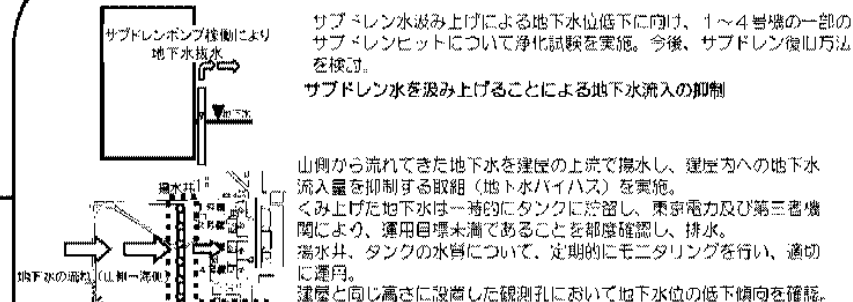 サブドレンポンプ稼働により
地下水抜水
地下水
サブドレン水汲み上げによる地下水位低下に向け、1~4号機の一部の
サブドレンピットについて浄化試験を実施。今後、サブドレン復旧方法
を検討。
サブドレン水を汲み上げることによる地下水流入の抑制
山側から流れてきた地下水を建屋の上流で揚水し、建屋内への地下水
流入量を抑制する取組(地下水バイパス)を実施。
くみ上げた地下水は一時的にタンクに貯留し、東京電力及び第三者機
関により、運用目標未満であることを都度確認し、排水。
揚水井、タンクの水質について、定期的にモニタリングを行い、適切
に運用。
建屋と同じ高さに設置した観測孔において地下水位の低下傾向を確認。
揚水井
地下水の流れ(山側→海側)